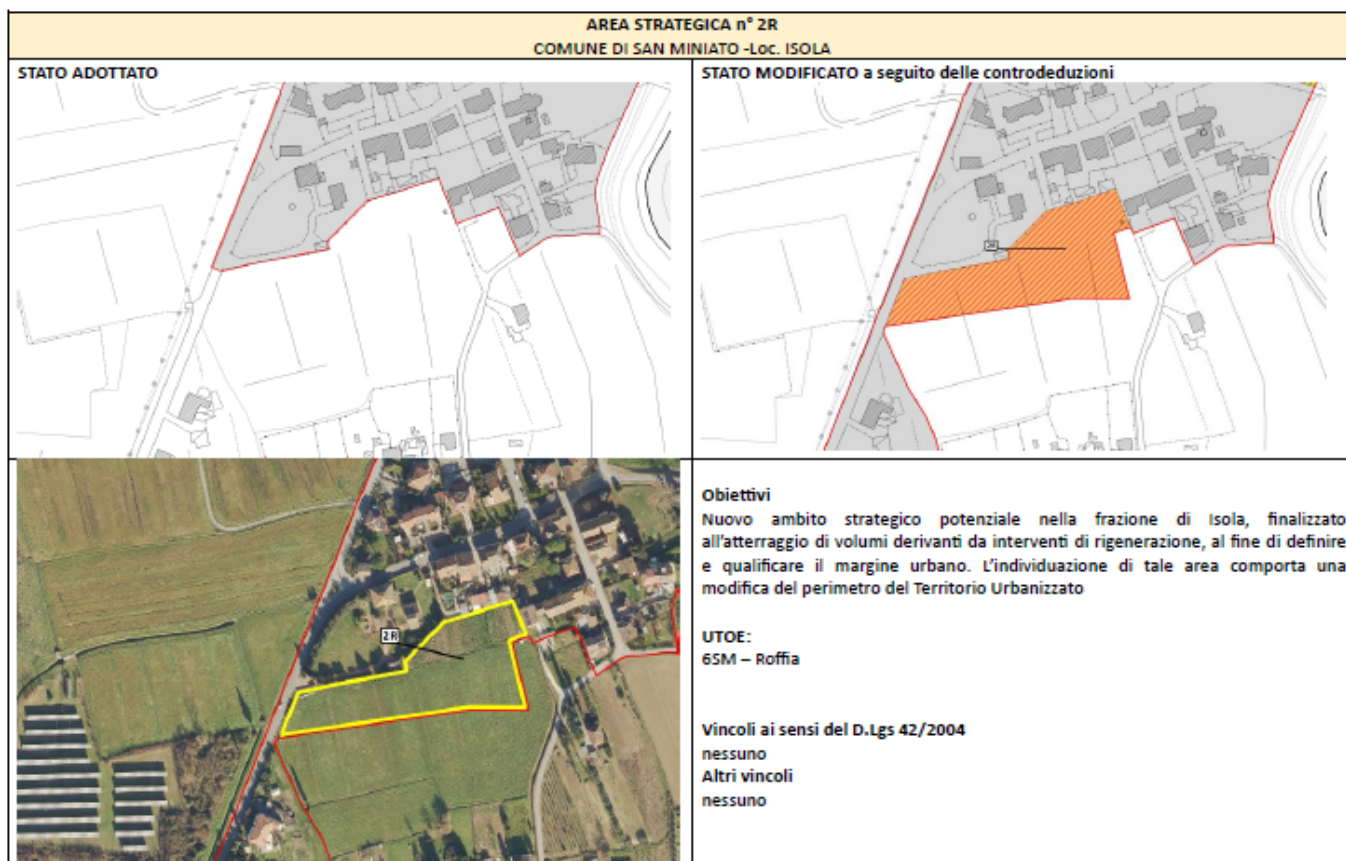 AREA STRATEGICA n° 2R
COMUNE DI SAN MINIATO -Loc. ISOLA
STATO ADOTTATO
STATO MODIFICATO a seguito delle controdeduzioni
2R
2R
Obiettivi
Nuovo ambito strategico potenziale nella frazione di Isola, finalizzato
all'atterraggio di volumi derivanti da interventi di rigenerazione, al fine di definire
e qualificare il margine urbano. L'individuazione di tale area comporta una
modifica del perimetro del Territorio Urbanizzato
UTOE:
6SM – Roffia
Vincoli ai sensi del D.Lgs 42/2004
nessuno
Altri vincoli
nessuno